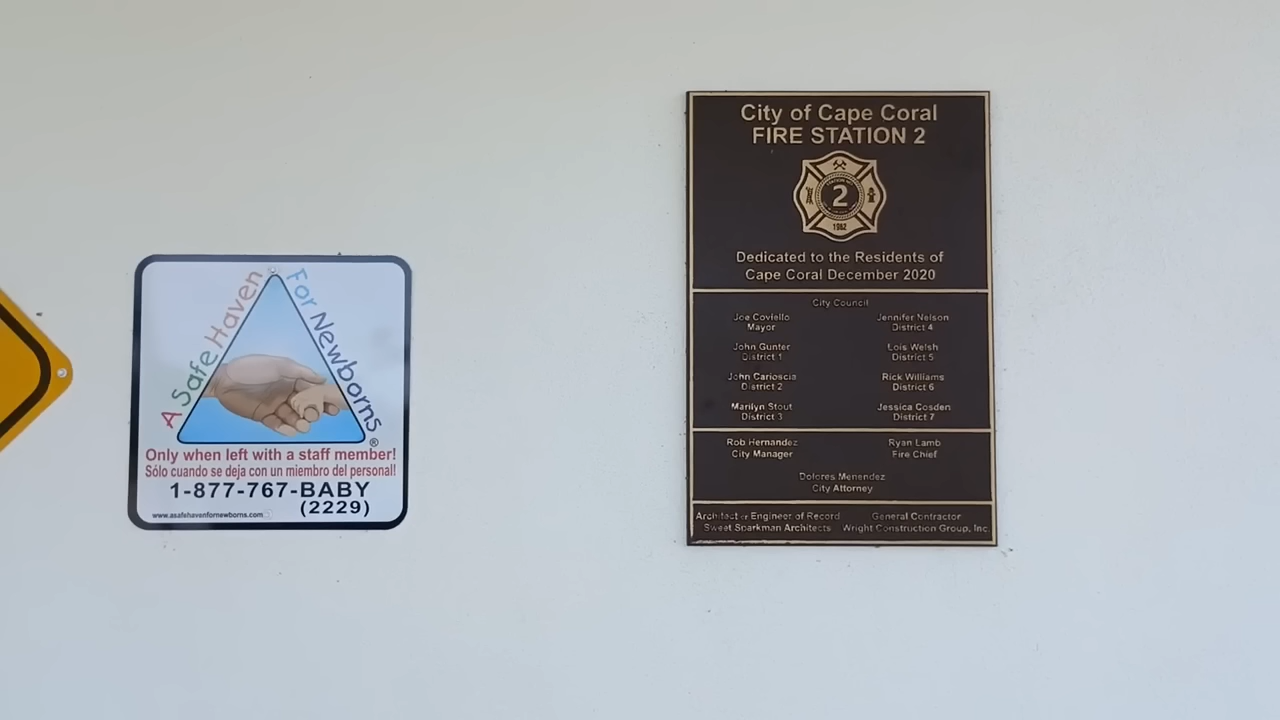 A Safe Haven For Newborns®
Only when left with a staff member!
Sólo cuando se deja con un miembro del personal!
1-877-767-BABY
(2229)
www.asafehavenfornewborns.com
City of Cape Coral
FIRE STATION 2
2
1982
Dedicated to the Residents of
Cape Coral December 2020
City Council
Joe Coviello
Mayor
Jennifer Nelson
District 4
John Gunter
District 1
Lois Welsh
District 5
John Carioscia
District 2
Rick Williams
District 6
Marilyn Stout
District 3
Jessica Cosden
District 7
Rob Hernandez
City Manager
Ryan Lamb
Fire Chief
Dolores Menendez
City Attorney
Architect or Engineer of Record
Sweet Sparkman Architects
General Contractor
Wright Construction Group, Inc.